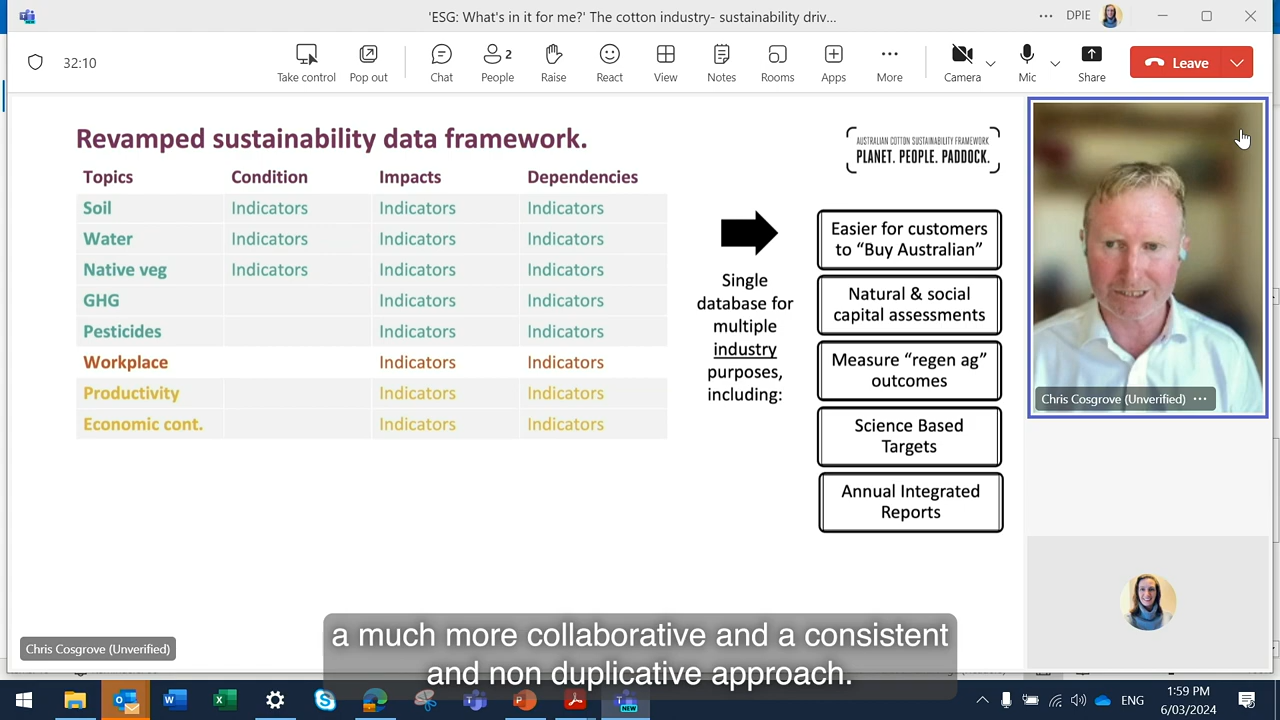 'ESG: What's in it for me?' The cotton industry- sustainability driv...
DPIE
32:10
Take control
Pop out
Chat
2
People
Raise
React
View
Notes
Rooms
Apps
More
Camera
Mic
Share
Leave
Revamped sustainability data framework.
Topics Condition Impacts Dependencies
Soil Indicators Indicators Indicators
Water Indicators Indicators Indicators
Native veg Indicators Indicators Indicators
GHG Indicators Indicators
Pesticides Indicators Indicators
Workplace Indicators Indicators
Productivity Indicators Indicators
Economic cont. Indicators Indicators
Single
database for
multiple
industry
purposes,
including:
AUSTRALIAN COTTON SUSTAINABILITY FRAMEWORK
PLANET. PEOPLE. PADDOCK.
Easier for customers
to “Buy Australian”
Natural & social
capital assessments
Measure “regen ag”
outcomes
Science Based
Targets
Annual Integrated
Reports
Chris Cosgrove (Unverified)
Chris Cosgrove (Unverified)
a much more collaborative and a consistent
and non duplicative approach.
NEW
ENG
1:59 PM
6/03/2024